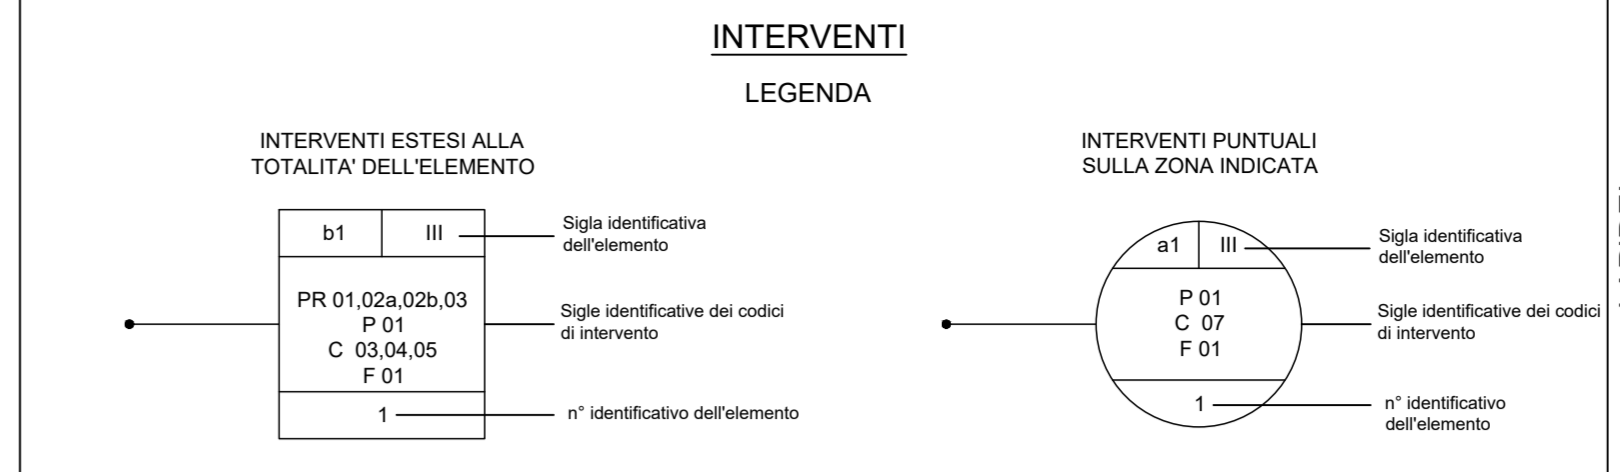 INTERVENTI
LEGENDA
INTERVENTI ESTESI ALLA
TOTALITA' DELL'ELEMENTO
b1
III
Sigla identificativa
dell'elemento
PR 01,02a,02b,03
P 01
C 03,04,05
F 01
Sigle identificative dei codici
di intervento
1
n° identificativo dell'elemento
INTERVENTI PUNTUALI
SULLA ZONA INDICATA
a1
III
Sigla identificativa
dell'elemento
P 01
C 07
F 01
Sigle identificative dei codici
di intervento
1
n° identificativo
dell'elemento